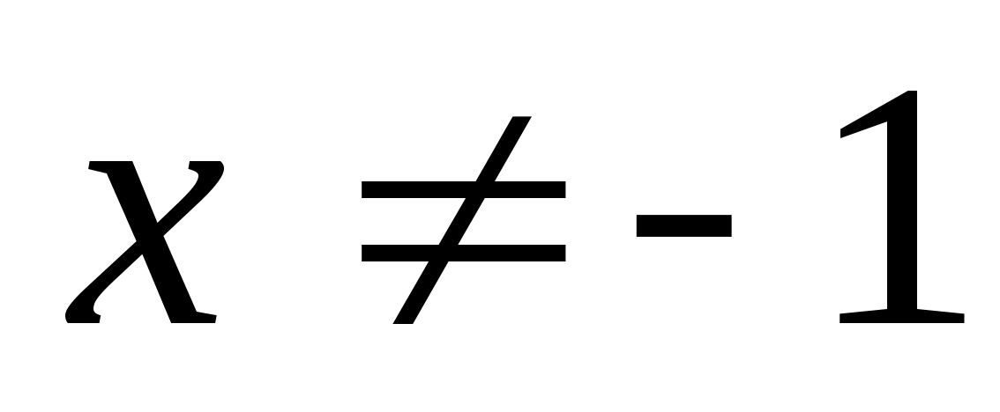 x ≠ - 1